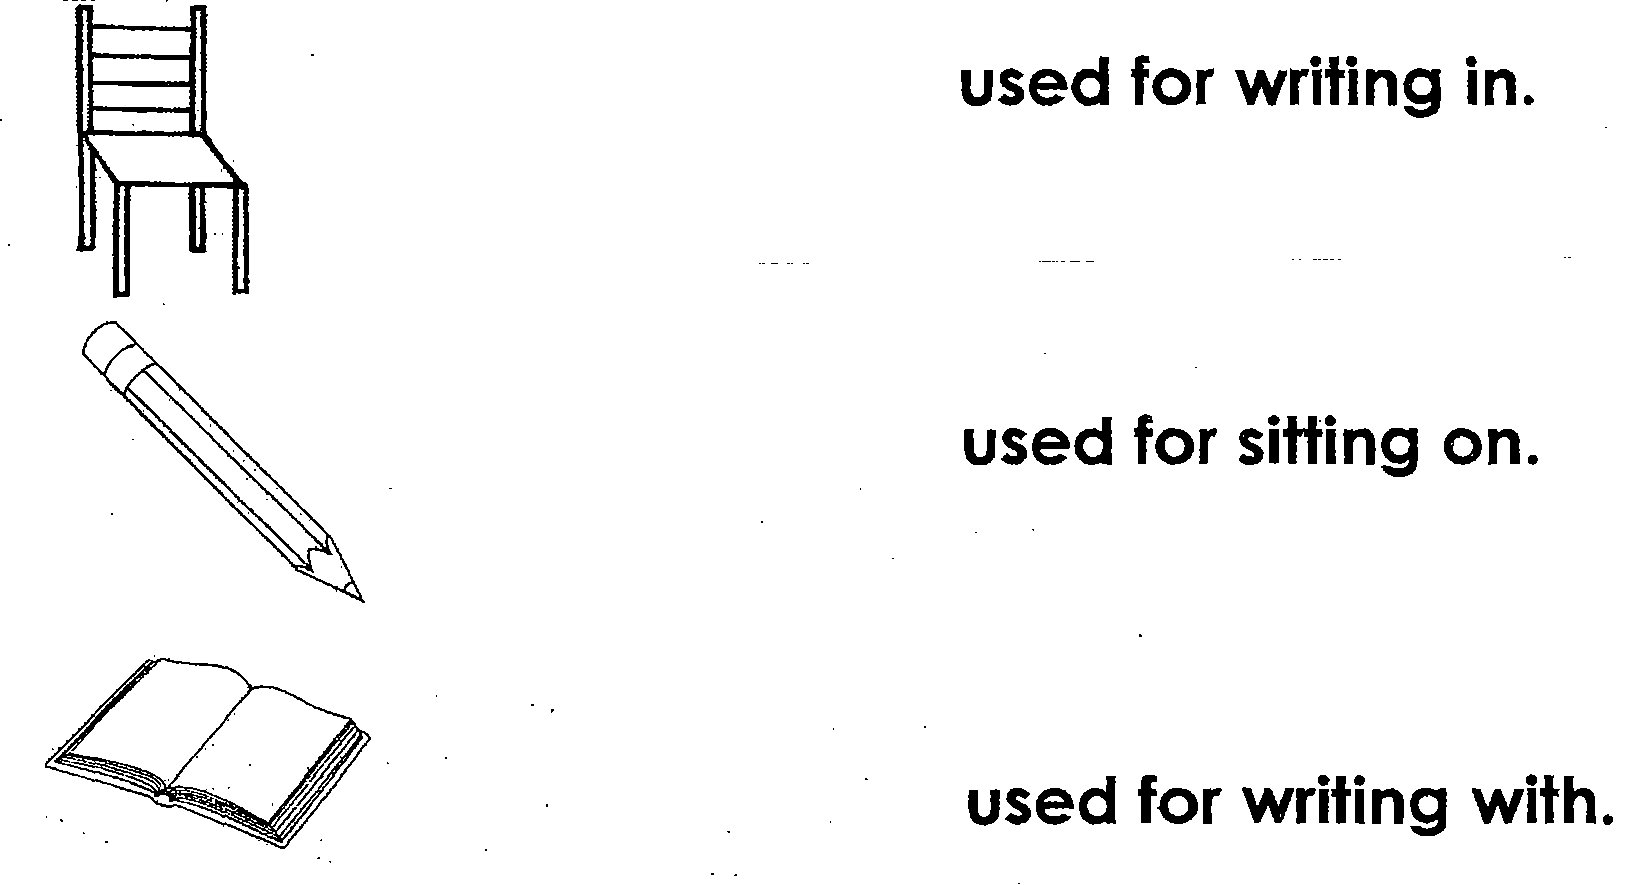 used for writing in.
used for sitting on.
used for writing with.